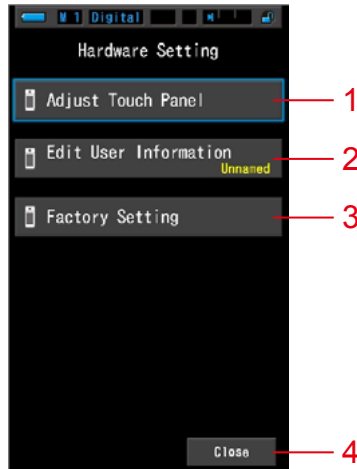 M 1 Digital M
Hardware Setting
Adjust Touch Panel 1
Edit User Information 2
Unnamed
Factory Setting 3
Close 4